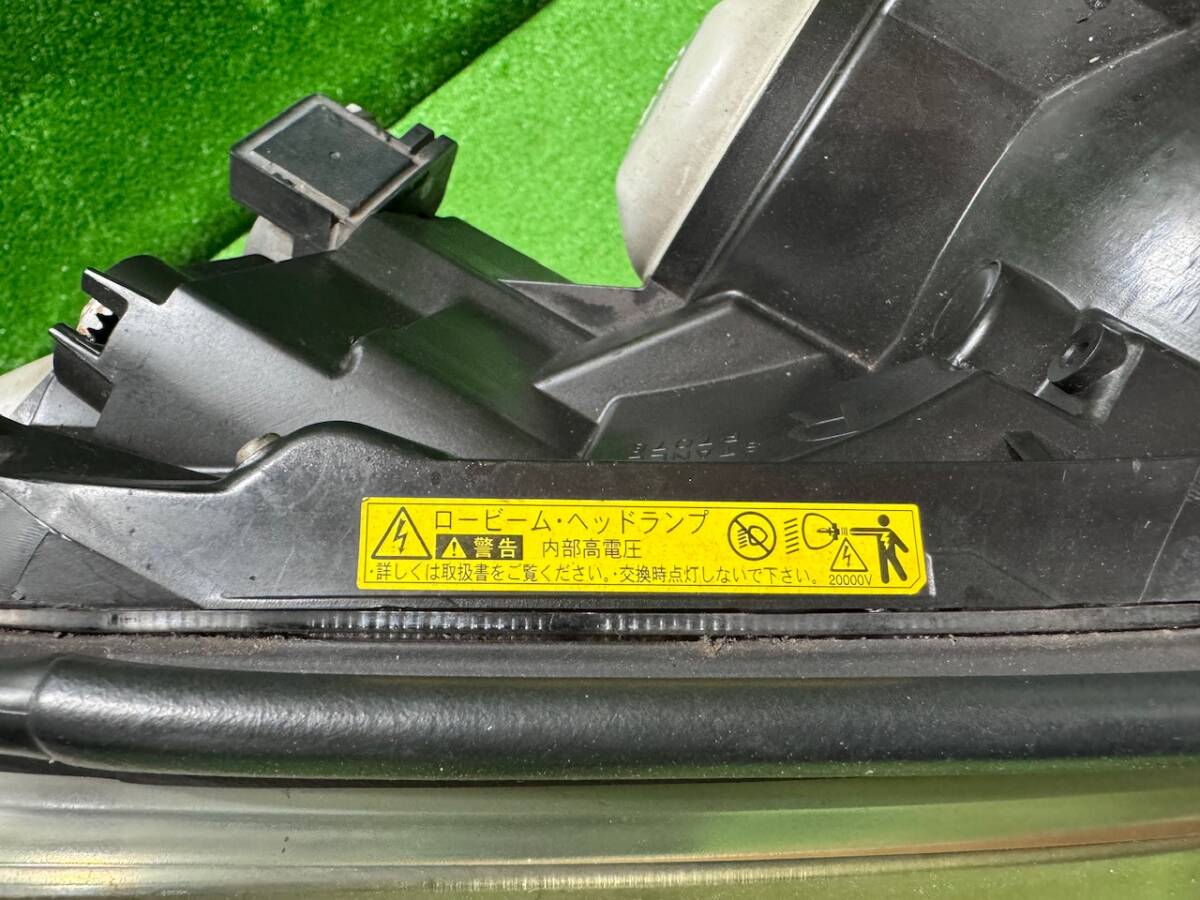 ロービーム・ヘッドランプ
警告 内部高電圧
・詳しくは取扱書をご覧ください。・交換時点灯しないで下さい。 20000V